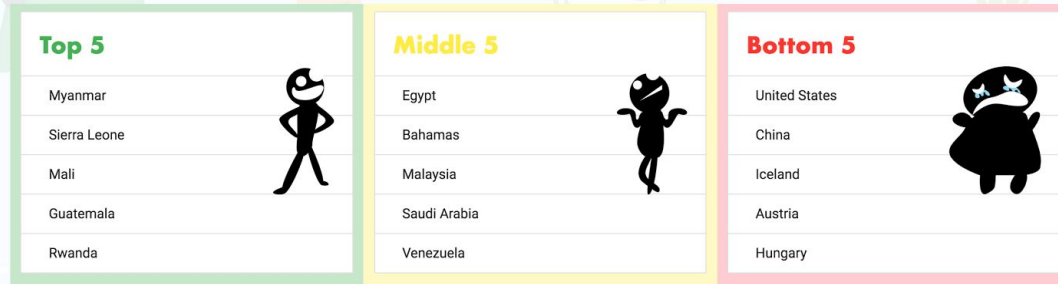 Top 5
Myanmar
Sierra Leone
Mali
Guatemala
Rwanda
Middle 5
Egypt
Bahamas
Malaysia
Saudi Arabia
Venezuela
Bottom 5
United States
China
Iceland
Austria
Hungary